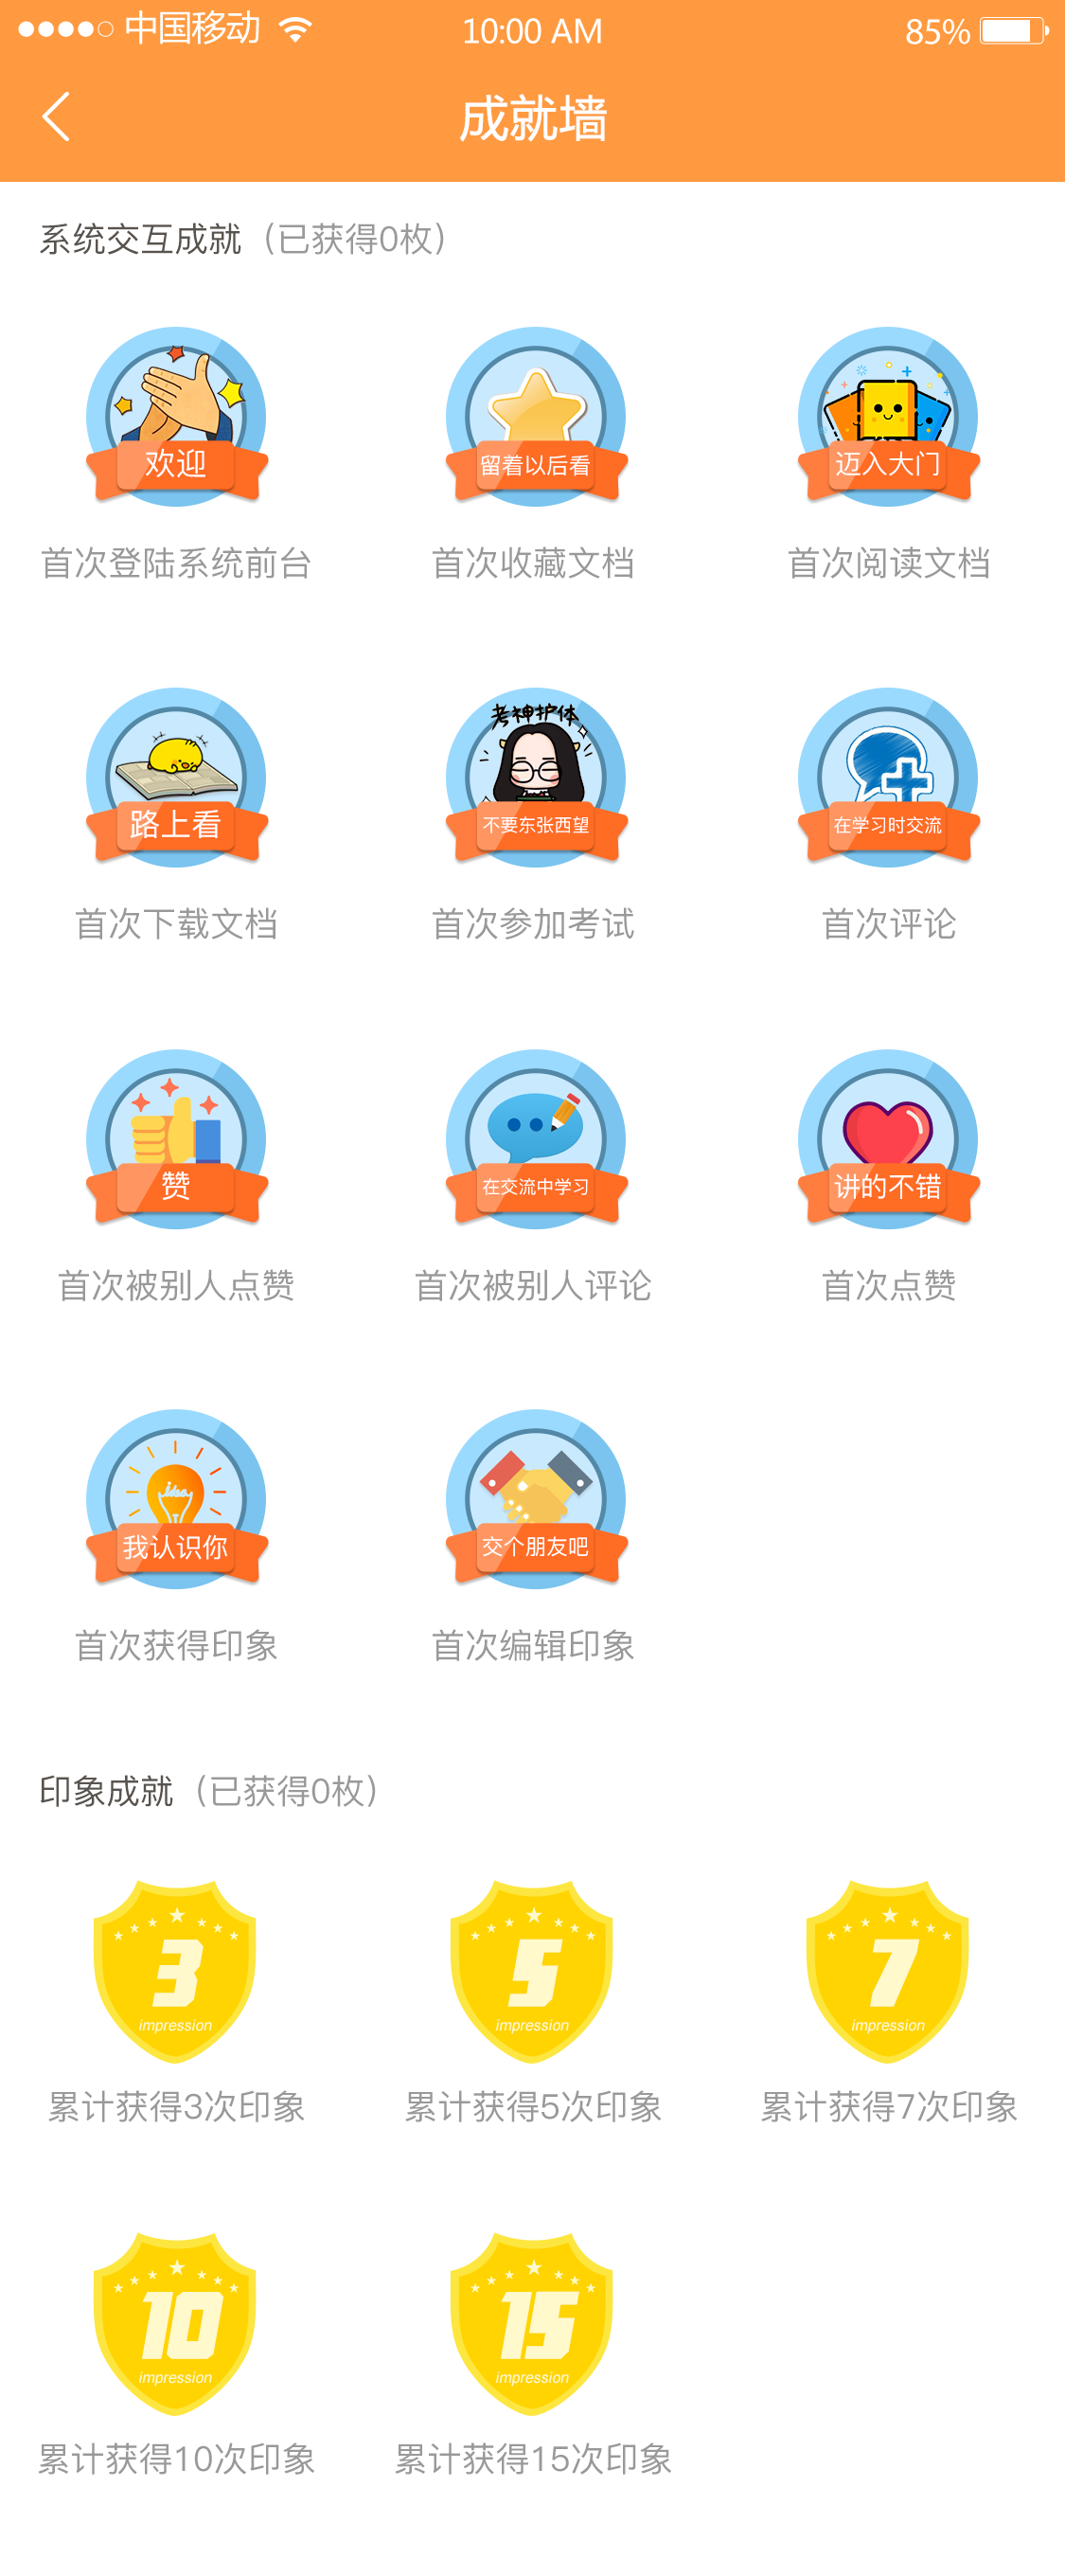 中国移动 10:00 AM 85%
成就墙
系统交互成就（已获得0枚）
欢迎 留着以后看 迈入大门
首次登陆系统前台 首次收藏文档 首次阅读文档
考神护体
路上看 不要东张西望 在学习时交流
首次下载文档 首次参加考试 首次评论
赞 在交流中学习 讲的不错
首次被别人点赞 首次被别人评论 首次点赞
idea
我认识你 交个朋友吧
首次获得印象 首次编辑印象
印象成就（已获得0枚）
3 5 7
impression impression impression
累计获得3次印象 累计获得5次印象 累计获得7次印象
10 15
impression impression
累计获得10次印象 累计获得15次印象